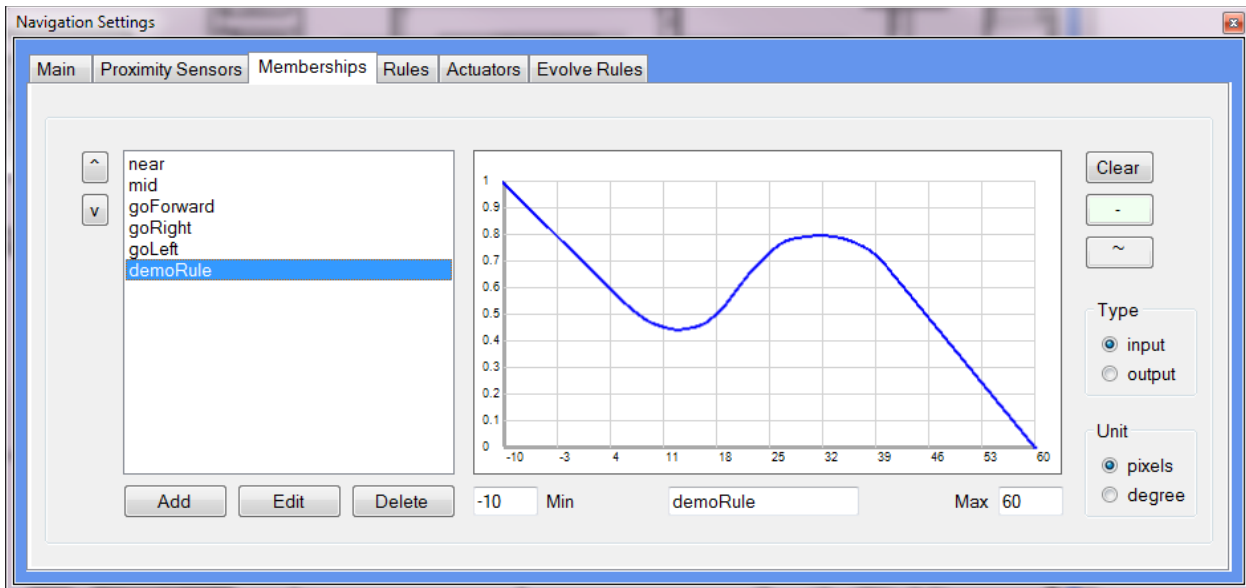 Navigation Settings
x
Main Proximity Sensors Memberships Rules Actuators Evolve Rules
^
v
near
mid
goForward
goRight
goLeft
demoRule
1
0.9
0.8
0.7
0.6
0.5
0.4
0.3
0.2
0.1
0
-10 -3 4 11 18 25 32 39 46 53 60
Clear
-
~
Type
input
output
Unit
pixels
degree
Add Edit Delete -10 Min demoRule Max 60